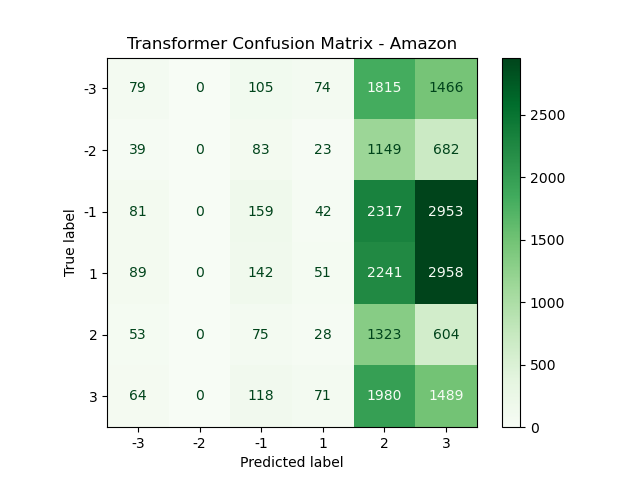 Transformer Confusion Matrix - Amazon
-3 79 0 105 74 1815 1466
-2 39 0 83 23 1149 682
-1 81 0 159 42 2317 2953
1 89 0 142 51 2241 2958
2 53 0 75 28 1323 604
3 64 0 118 71 1980 1489
-3 -2 -1 1 2 3
Predicted label
True label
2500
2000
1500
1000
500
0